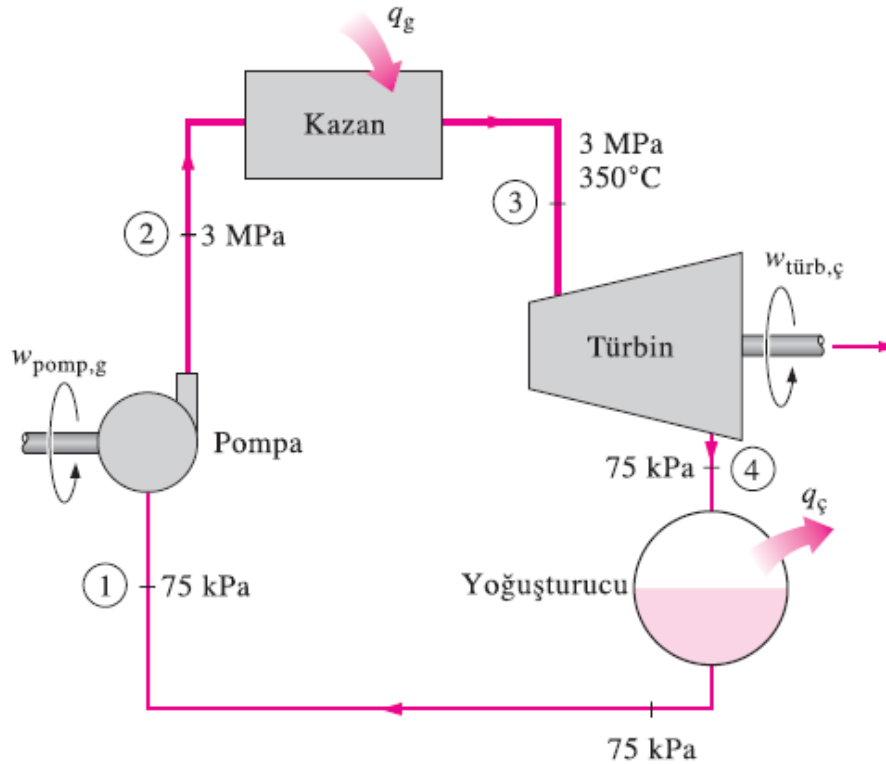 q_g
Kazan
3 MPa
350°C
3
2
3 MPa
w_türb,ç
Türbin
w_pomp,g
Pompa
75 kPa
4
q_ç
1
75 kPa
Yoğuşturucu
75 kPa